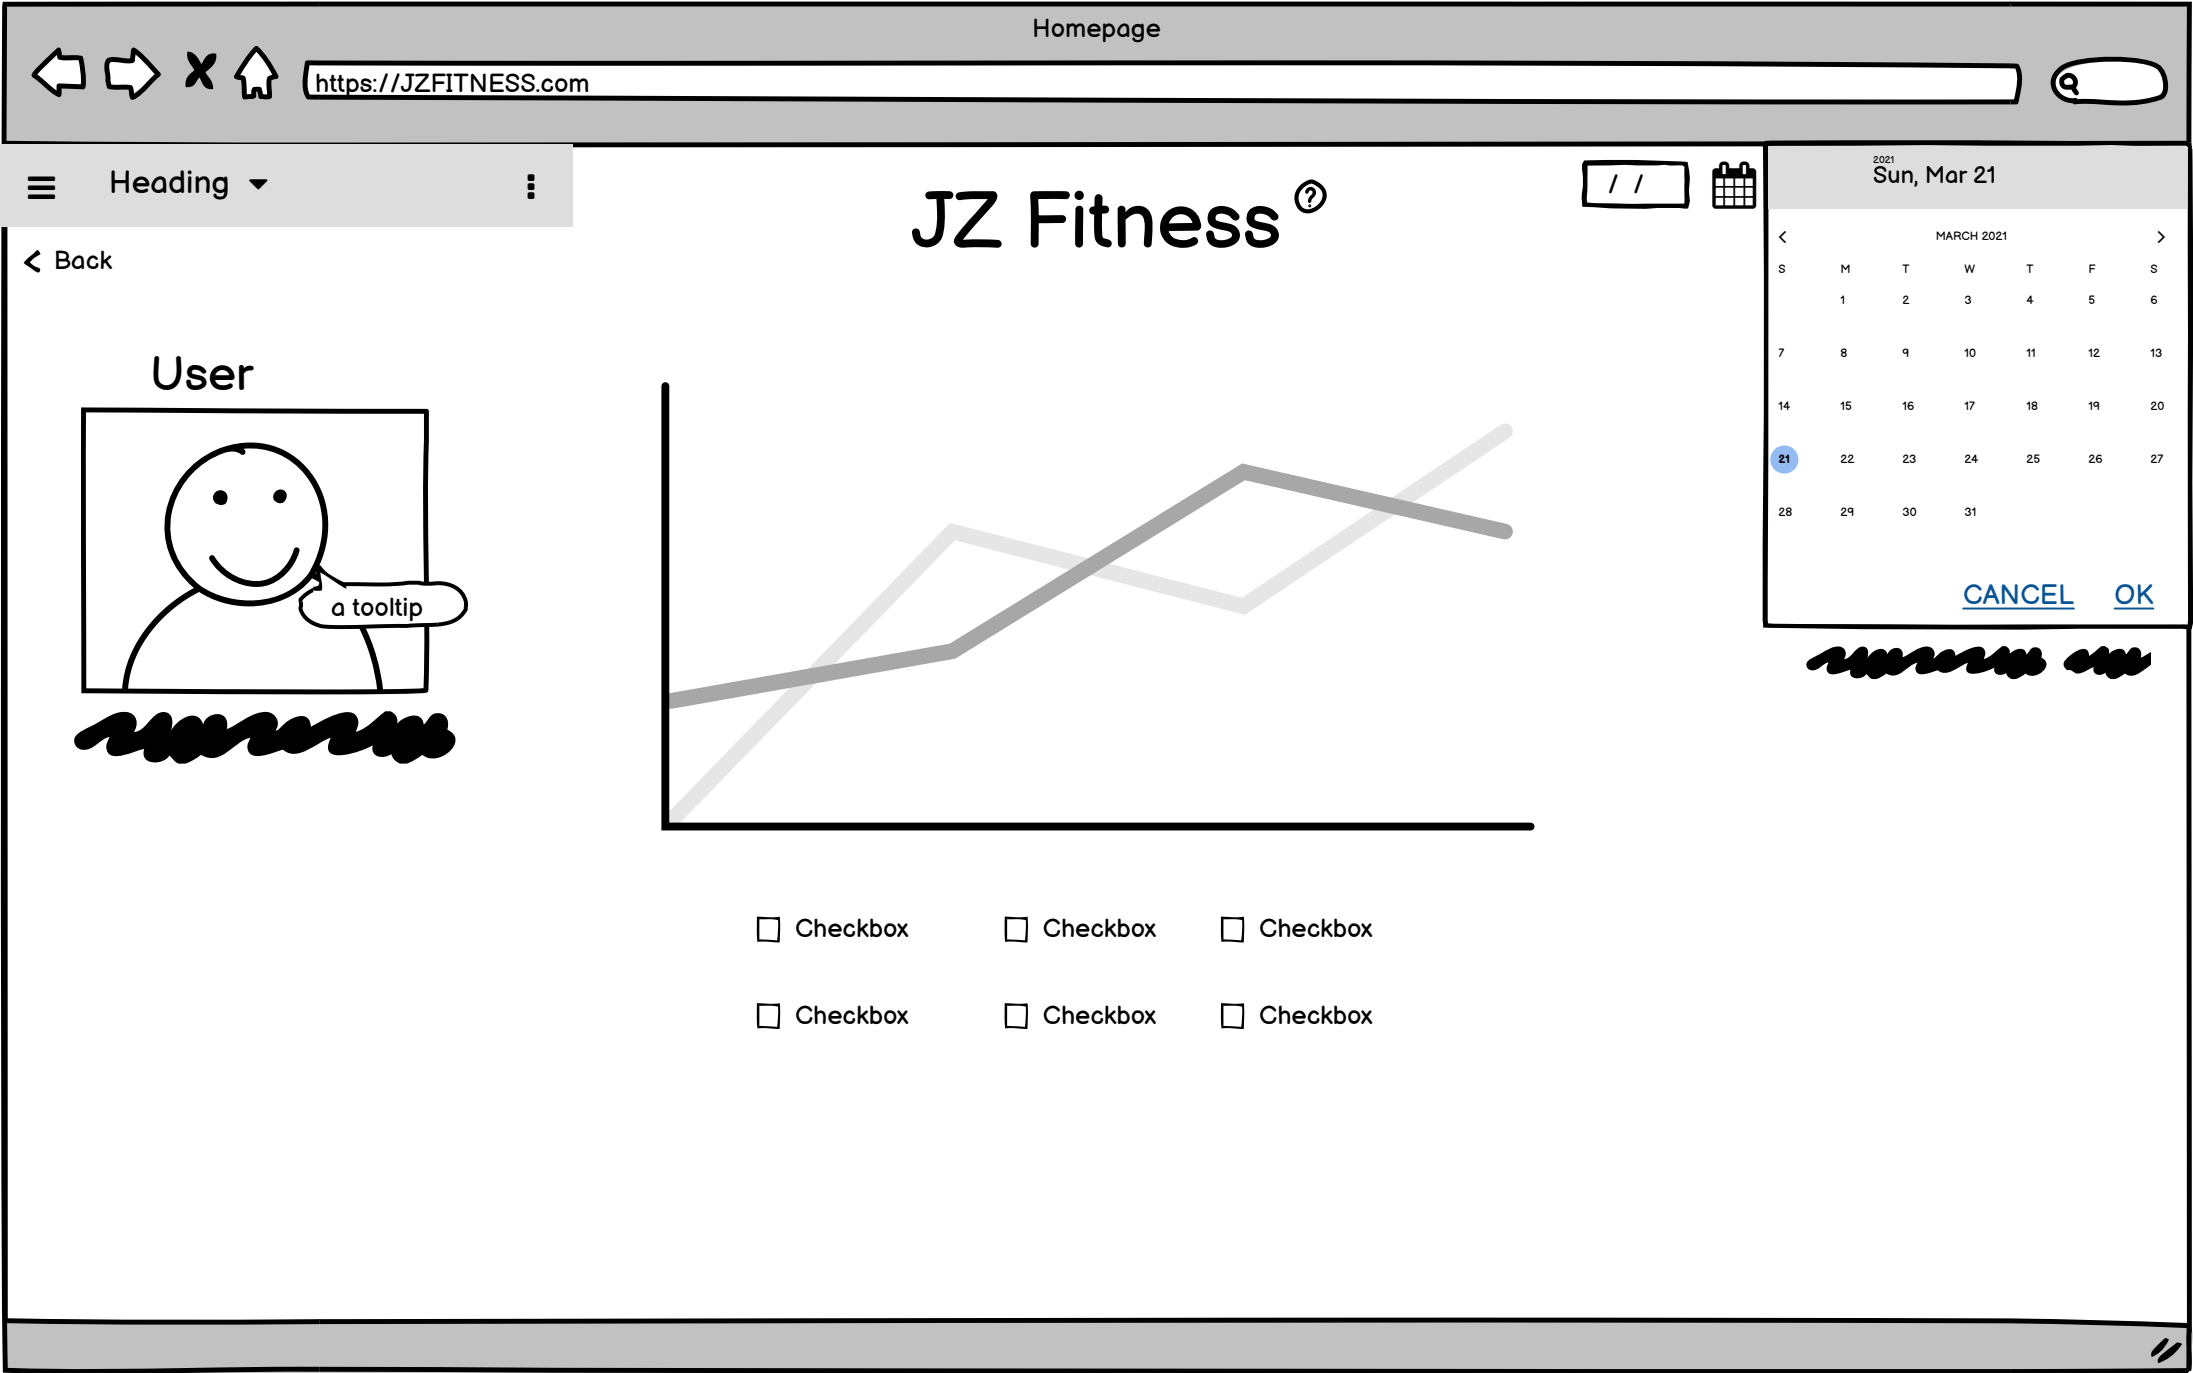 Homepage
https://JZFITNESS.com
Heading
JZ Fitness ?
/ /
2021
Sun, Mar 21
Back
MARCH 2021
S M T W T F S
1 2 3 4 5 6
7 8 9 10 11 12 13
14 15 16 17 18 19 20
21 22 23 24 25 26 27
28 29 30 31
CANCEL OK
User
a tooltip
Checkbox Checkbox Checkbox
Checkbox Checkbox Checkbox